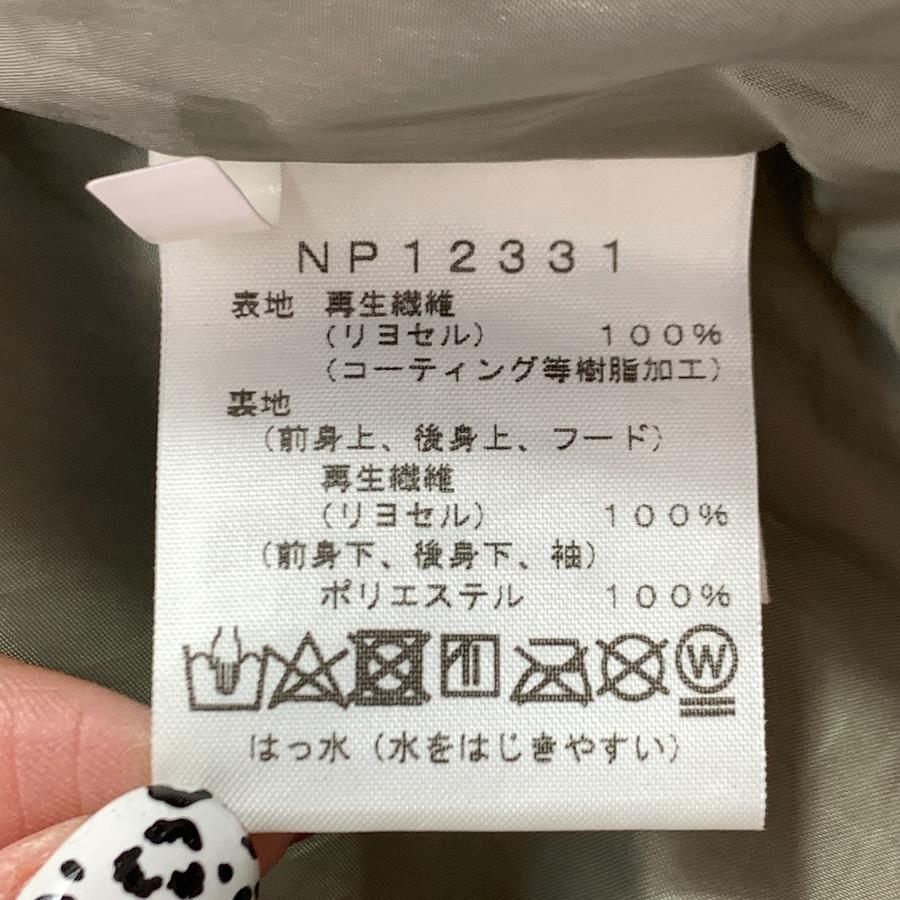 NP12331
表地 再生繊維
(リヨセル) 100%
(コーティング等樹脂加工)
裏地
(前身上、後身上、フード)
再生繊維
(リヨセル) 100%
(前身下、後身下、袖)
ポリエステル 100%
W
はっ水(水をはじきやすい)